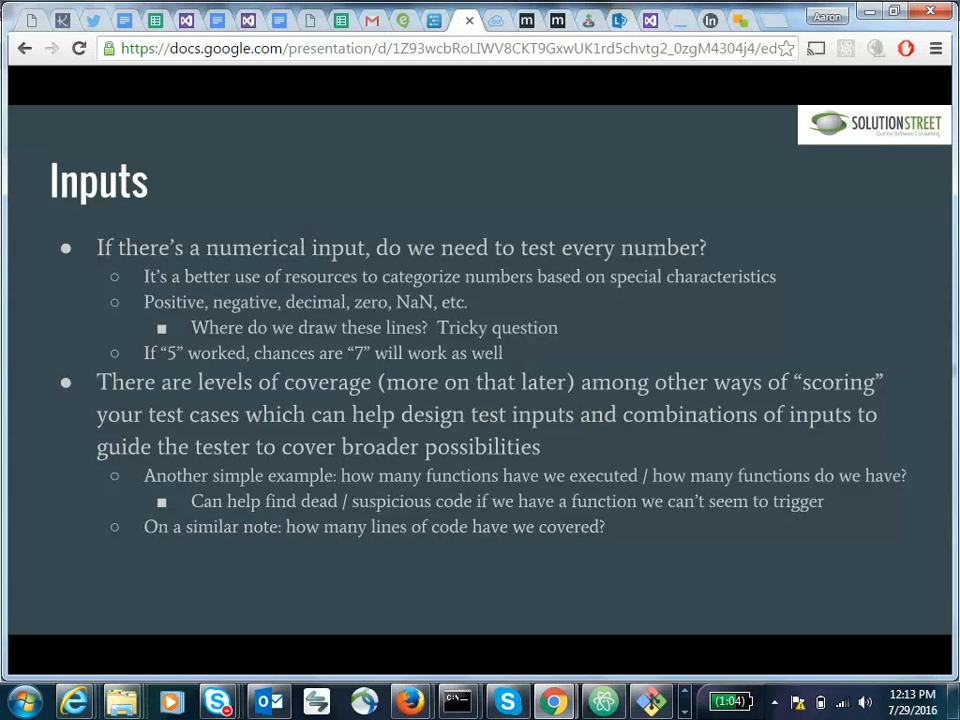 Aaron
https://docs.google.com/presentation/d/1Z93wcbRoLIWV8CKT9GxwUK1rd5chvtg2_0zgM4304j4/ed
SOLUTIONSTREET
Quality Software Consulting
Inputs
● If there's a numerical input, do we need to test every number?
○ It's a better use of resources to categorize numbers based on special characteristics
○ Positive, negative, decimal, zero, NaN, etc.
■ Where do we draw these lines? Tricky question
○ If “5” worked, chances are “7” will work as well
● There are levels of coverage (more on that later) among other ways of “scoring”
your test cases which can help design test inputs and combinations of inputs to
guide the tester to cover broader possibilities
○ Another simple example: how many functions have we executed / how many functions do we have?
■ Can help find dead / suspicious code if we have a function we can't seem to trigger
○ On a similar note: how many lines of code have we covered?
(1:04)
12:13 PM
7/29/2016